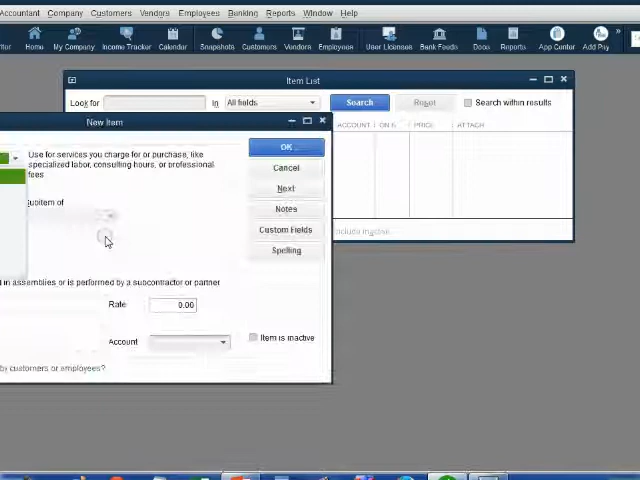 Accountant Company Customers Vendors Employees Banking Reports Window Help
Home My Company Income Tracker Calendar Snapshots Customers Vendors Employees User Licenses Bank Feeds Docs Reports App Center Add Pay »
Item List
Look for in All fields Search Reset Search within results
New Item
ACCOUNT PRICE ATTACH
Use for services you charge for or purchase, like
specialized labor, consulting hours, or professional
fees
OK
Cancel
Next
Notes
Custom Fields
Spelling
ubitem of
nclude inactive
in assemblies or is performed by a subcontractor or partner
Rate 0.00
Account Item is inactive
by customers or employees?